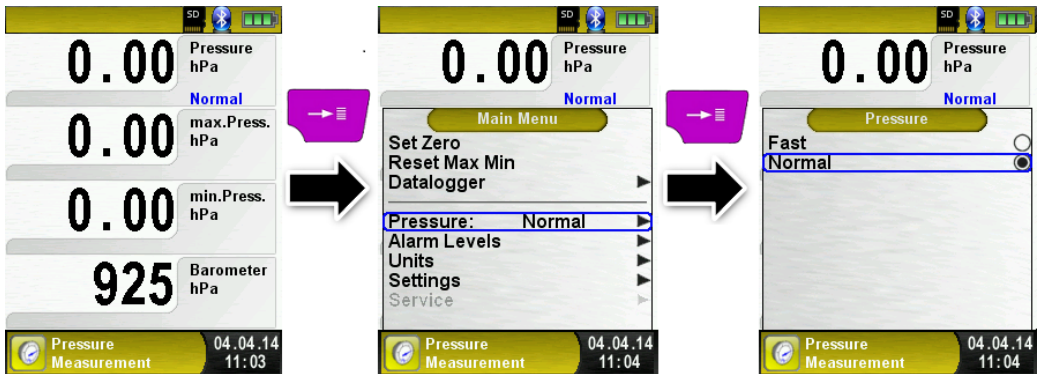 SD
0.00 Pressure
hPa
Normal
0.00 max.Press.
hPa
0.00 min.Press.
hPa
925 Barometer
hPa
Pressure
Measurement
04.04.14
11:03
SD
0.00 Pressure
hPa
Normal
Main Menu
Set Zero
Reset Max Min
Datalogger
Pressure: Normal
Alarm Levels
Units
Settings
Service
Pressure
Measurement
04.04.14
11:04
SD
0.00 Pressure
hPa
Normal
Pressure
Fast
Normal
Pressure
Measurement
04.04.14
11:04